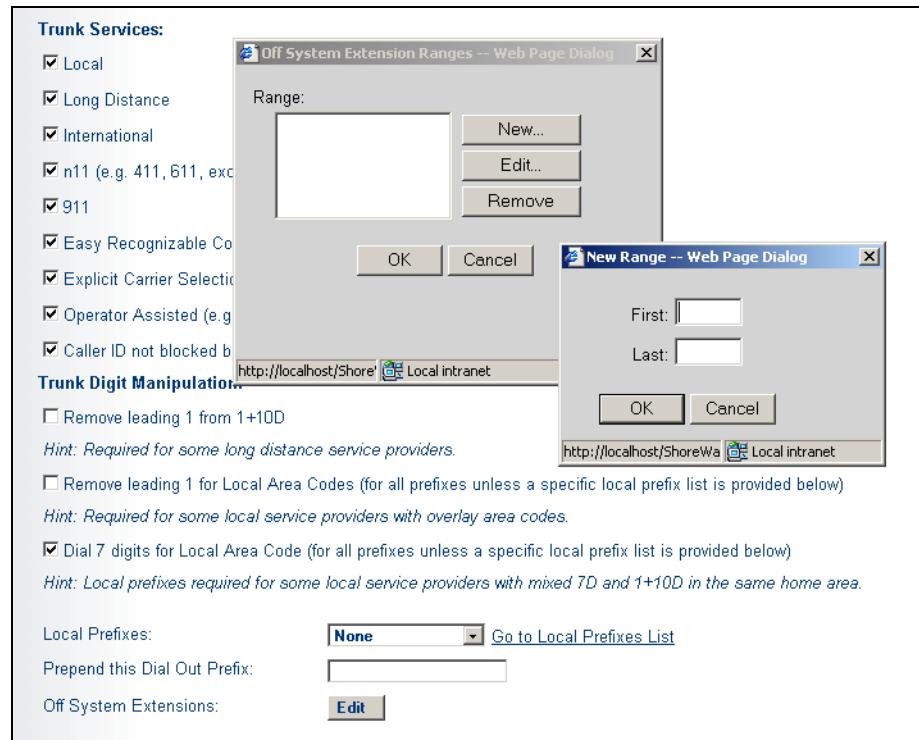 Trunk Services:
Local
Long Distance
International
n11 (e.g. 411, 611, exc
911
Easy Recognizable Co
Explicit Carrier Selectio
Operator Assisted (e.g
Caller ID not blocked b
Off System Extension Ranges -- Web Page Dialog
Range:
New...
Edit...
Remove
OK Cancel
http://localhost/Shore' Local intranet
New Range -- Web Page Dialog
First:
Last:
OK Cancel
http://localhost/ShoreWa Local intranet
Trunk Digit Manipulation:
Remove leading 1 from 1+10D
Hint: Required for some long distance service providers.
Remove leading 1 for Local Area Codes (for all prefixes unless a specific local prefix list is provided below)
Hint: Required for some local service providers with overlay area codes.
Dial 7 digits for Local Area Code (for all prefixes unless a specific local prefix list is provided below)
Hint: Local prefixes required for some local service providers with mixed 7D and 1+10D in the same home area.
Local Prefixes: None Go to Local Prefixes List
Prepend this Dial Out Prefix:
Off System Extensions: Edit